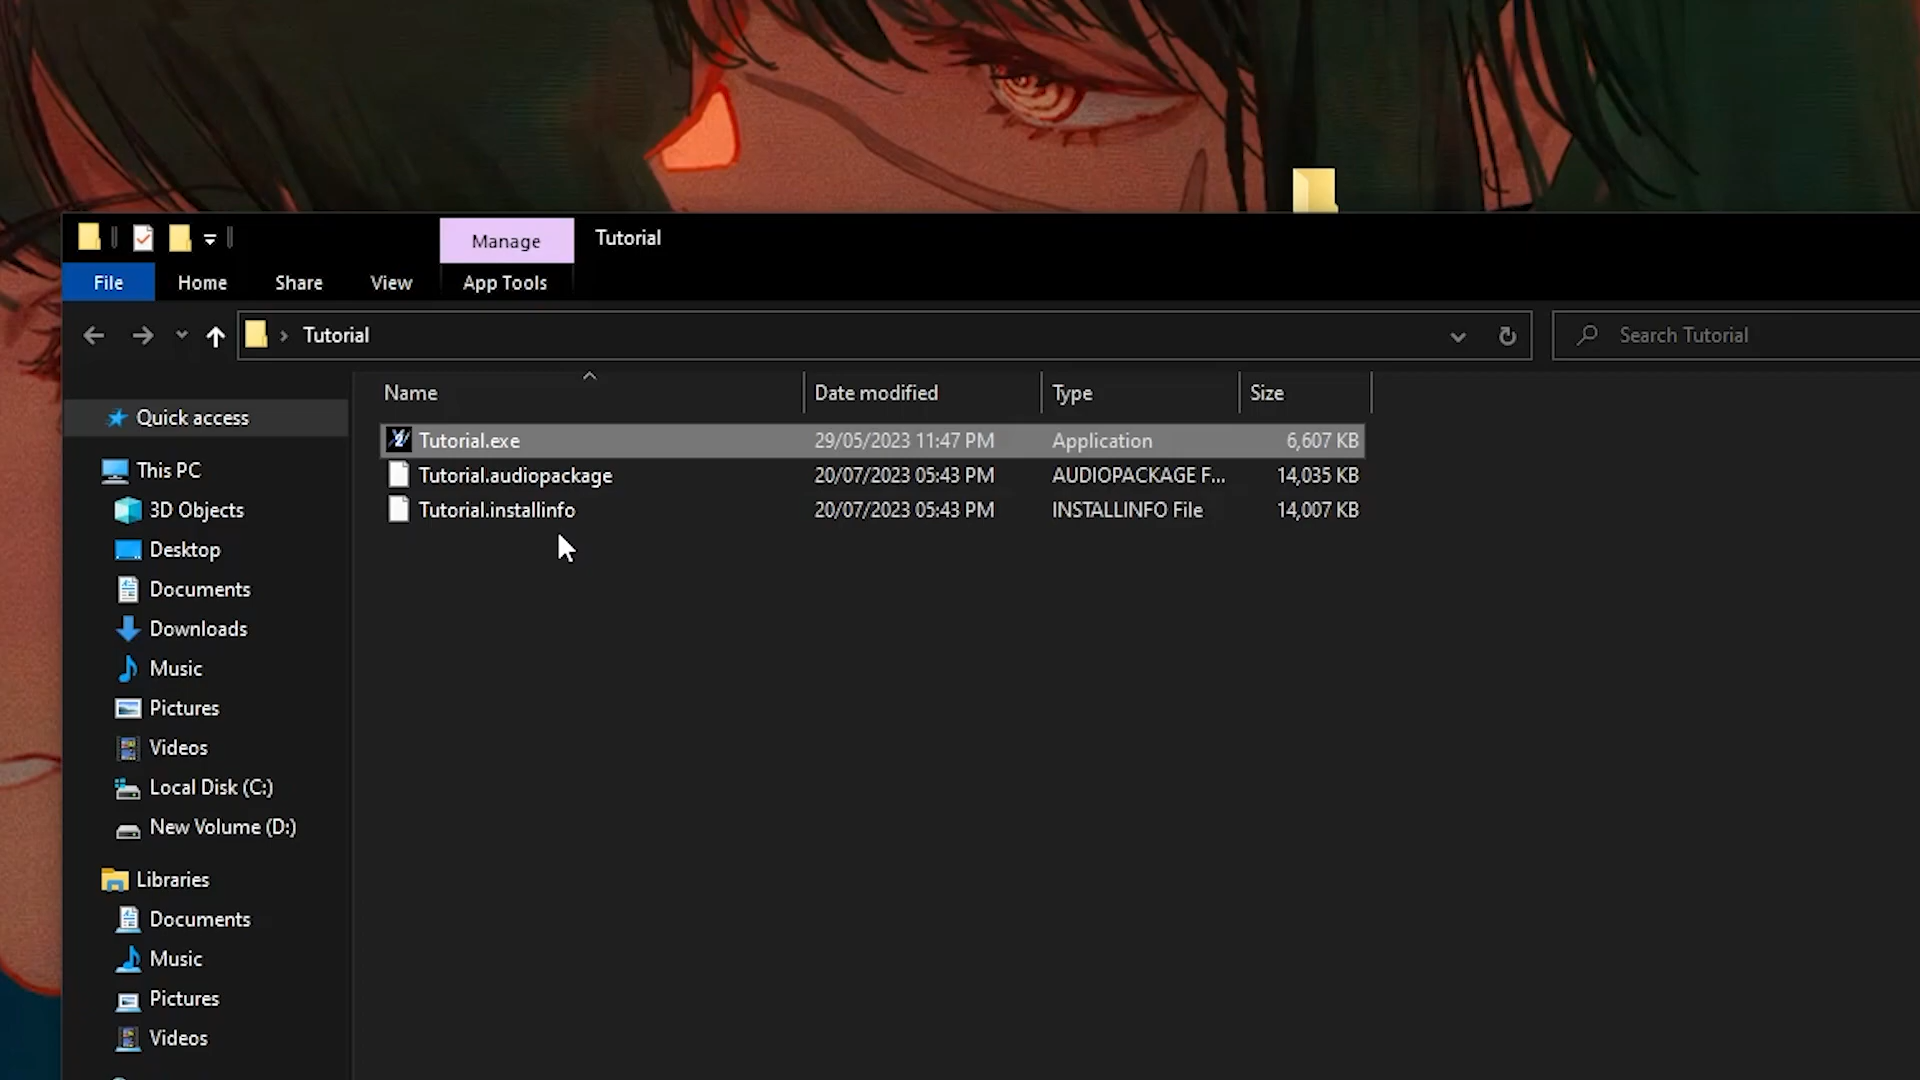 Manage
Tutorial
File
Home
Share
View
App Tools
Tutorial
Search Tutorial
Name
Date modified
Type
Size
Tutorial.exe 29/05/2023 11:47 PM Application 6,607 KB
Tutorial.audiopackage 20/07/2023 05:43 PM AUDIOPACKAGE F... 14,035 KB
Tutorial.installinfo 20/07/2023 05:43 PM INSTALLINFO File 14,007 KB
Quick access
This PC
3D Objects
Desktop
Documents
Downloads
Music
Pictures
Videos
Local Disk (C:)
New Volume (D:)
Libraries
Documents
Music
Pictures
Videos